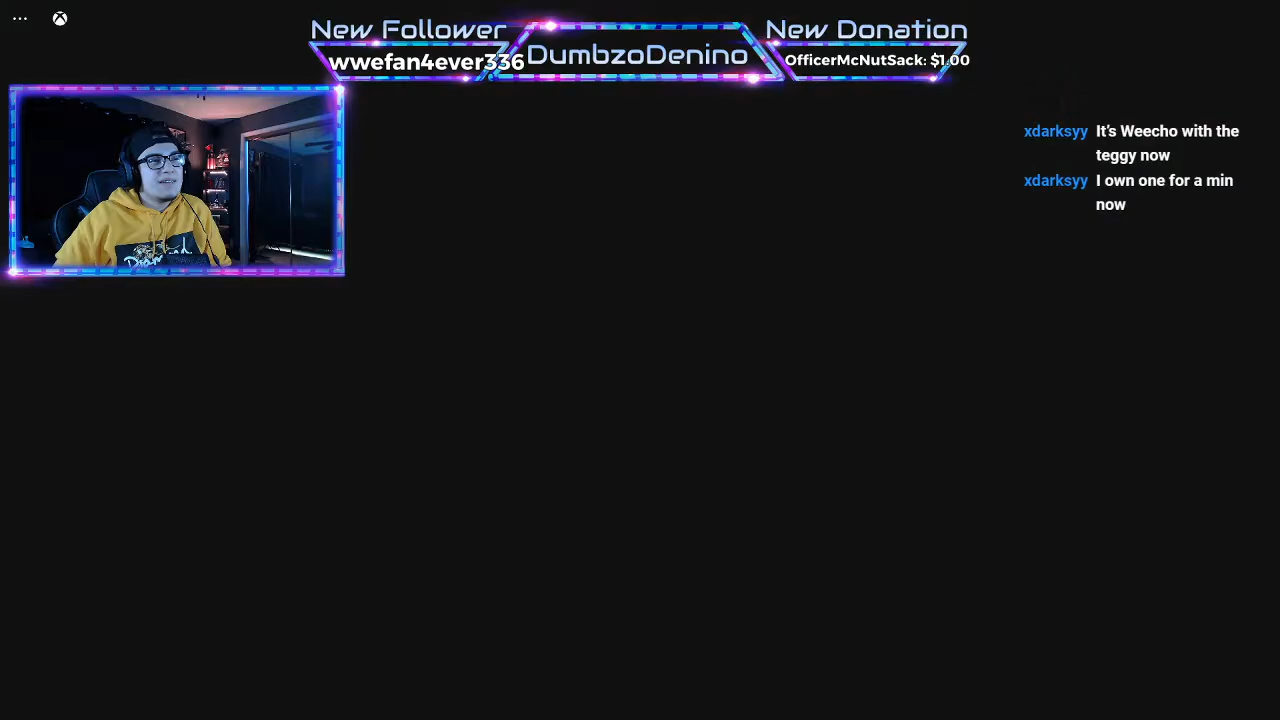 New Follower
New Donation
wwefan4ever336
DumbzoDenino
OfficerMcNutSack: $1.00
xdarksyy It’s Weecho with the
teggy now
xdarksyy I own one for a min
now
Diamond